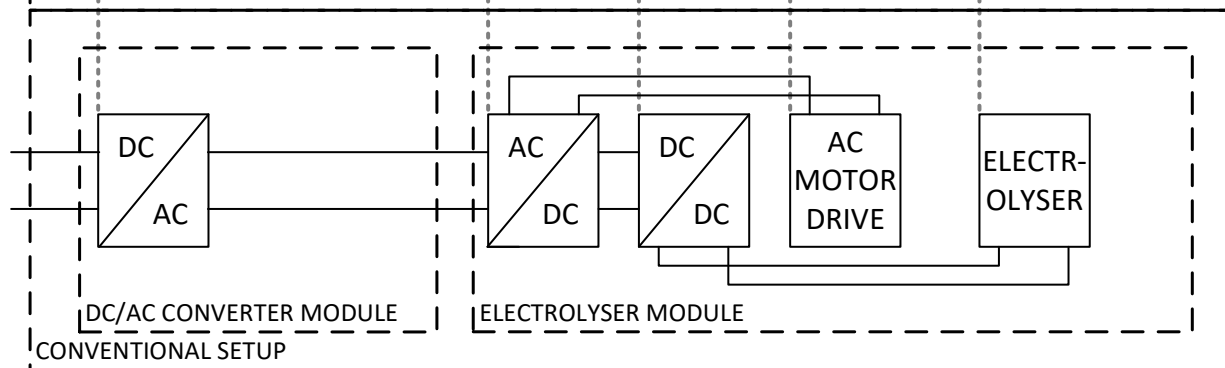 DC
AC
AC
DC
DC
DC
AC
MOTOR
DRIVE
ELECTR-
OLYSER
DC/AC CONVERTER MODULE
ELECTROLYSER MODULE
CONVENTIONAL SETUP